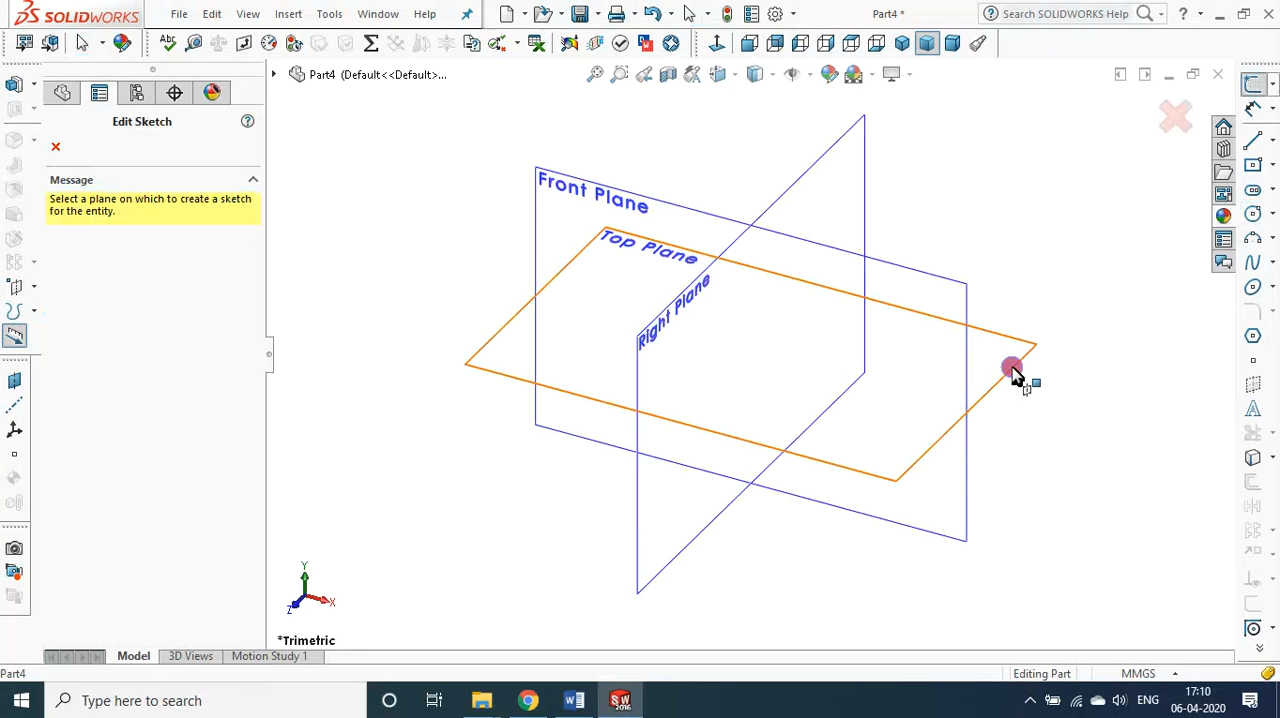 SOLIDWORKS
File Edit View Insert Tools Window Help
Part4 *
Search SOLIDWORKS Help
?
Part4 (Default<<Default>...
Edit Sketch
?
Message
Select a plane on which to create a sketch
for the entity.
Front Plane
Top Plane
Right Plane
Y
X
Z
*Trimetric
Model 3D Views Motion Study 1
Part4
Editing Part
MMGS
Type here to search
SW
2016
ENG
17:10
06-04-2020